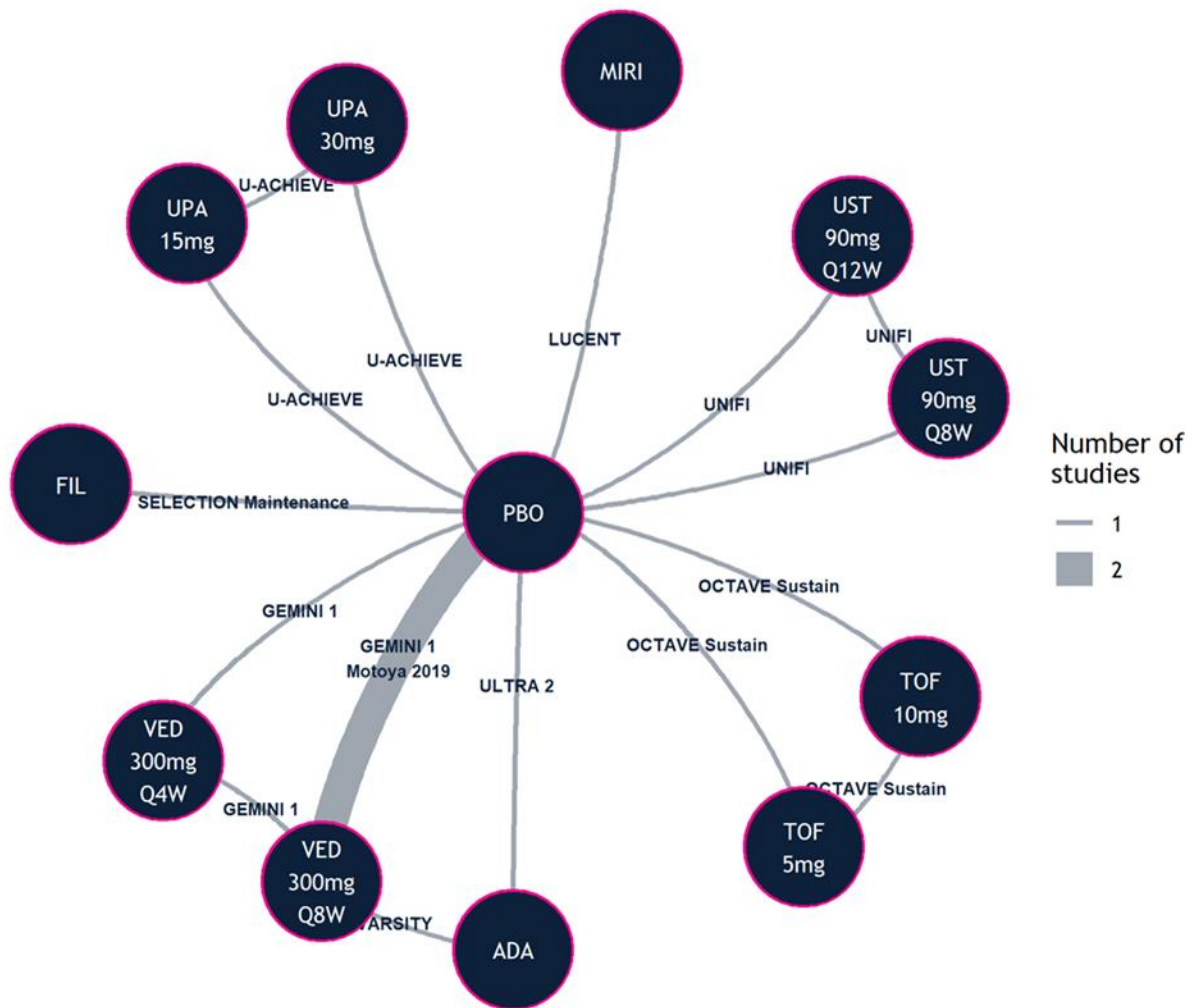 MIRI
UPA
30mg
U-ACHIEVE
UPA
15mg
UST
90mg
Q12W
UNIFI
LUCENT
UST
90mg
Q8W
U-ACHIEVE
U-ACHIEVE
UNIFI
UNIFI
Number of
studies
1
2
FIL
SELECTION Maintenance
PBO
GEMINI 1
OCTAVE Sustain
OCTAVE Sustain
GEMINI 1
Motoya 2019
ULTRA 2
TOF
10mg
VED
300mg
Q4W
GEMINI 1
OCTAVE Sustain
TOF
5mg
VED
300mg
Q8W
VARSITY
ADA